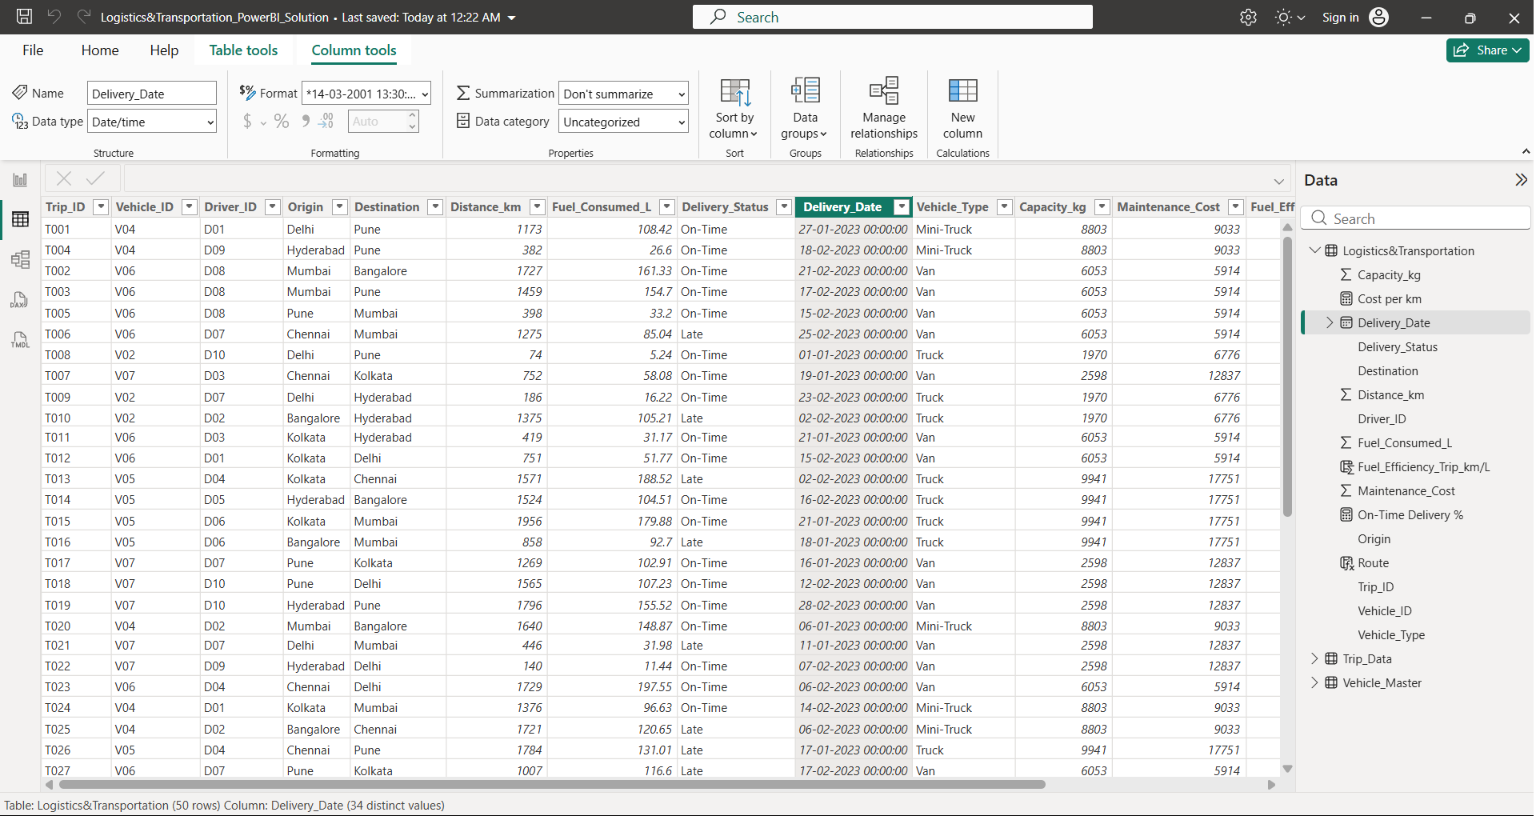 Logistics&Transportation_PowerBI_Solution • Last saved: Today at 12:22 AM
Search
Sign in
File Home Help Table tools Column tools
Share
Name Delivery_Date
Data type Date/time
Structure
Format *14-03-2001 13:30:...
$ % 9 .00 Auto
Formatting
Summarization Don't summarize
Data category Uncategorized
Properties
Sort by column
Sort
Data groups
Groups
Manage relationships
Relationships
New column
Calculations
DAX
TMDL
Trip_ID Vehicle_ID Driver_ID Origin Destination Distance_km Fuel_Consumed_L Delivery_Status Delivery_Date Vehicle_Type Capacity_kg Maintenance_Cost Fuel_Eff
T001 V04 D01 Delhi Pune 1173 108.42 On-Time 27-01-2023 00:00:00 Mini-Truck 8803 9033
T004 V04 D09 Hyderabad Pune 382 26.6 On-Time 18-02-2023 00:00:00 Mini-Truck 8803 9033
T002 V06 D08 Mumbai Bangalore 1727 161.33 On-Time 21-02-2023 00:00:00 Van 6053 5914
T003 V06 D08 Mumbai Pune 1459 154.7 On-Time 17-02-2023 00:00:00 Van 6053 5914
T005 V06 D08 Pune Mumbai 398 33.2 On-Time 15-02-2023 00:00:00 Van 6053 5914
T006 V06 D07 Chennai Mumbai 1275 85.04 Late 25-02-2023 00:00:00 Van 6053 5914
T008 V02 D10 Delhi Pune 74 5.24 On-Time 01-01-2023 00:00:00 Truck 1970 6776
T007 V07 D03 Chennai Kolkata 752 58.08 On-Time 19-01-2023 00:00:00 Van 2598 12837
T009 V02 D07 Delhi Hyderabad 186 16.22 On-Time 23-02-2023 00:00:00 Truck 1970 6776
T010 V02 D02 Bangalore Hyderabad 1375 105.21 Late 02-02-2023 00:00:00 Truck 1970 6776
T011 V06 D03 Kolkata Hyderabad 419 31.17 On-Time 21-01-2023 00:00:00 Van 6053 5914
T012 V06 D01 Kolkata Delhi 751 51.77 On-Time 15-02-2023 00:00:00 Van 6053 5914
T013 V05 D04 Kolkata Chennai 1571 188.52 Late 02-02-2023 00:00:00 Truck 9941 17751
T014 V05 D05 Hyderabad Bangalore 1524 104.51 On-Time 16-02-2023 00:00:00 Truck 9941 17751
T015 V05 D06 Kolkata Mumbai 1956 179.88 On-Time 21-01-2023 00:00:00 Truck 9941 17751
T016 V05 D06 Bangalore Mumbai 858 92.7 Late 18-01-2023 00:00:00 Truck 9941 17751
T017 V07 D07 Pune Kolkata 1269 102.91 On-Time 16-01-2023 00:00:00 Van 2598 12837
T018 V07 D10 Pune Delhi 1565 107.23 On-Time 12-02-2023 00:00:00 Van 2598 12837
T019 V07 D10 Hyderabad Pune 1796 155.52 On-Time 28-02-2023 00:00:00 Van 2598 12837
T020 V04 D02 Mumbai Bangalore 1640 148.87 On-Time 06-01-2023 00:00:00 Mini-Truck 8803 9033
T021 V07 D07 Delhi Mumbai 446 31.98 Late 11-01-2023 00:00:00 Van 2598 12837
T022 V07 D09 Hyderabad Delhi 140 11.44 On-Time 07-02-2023 00:00:00 Van 2598 12837
T023 V06 D04 Chennai Delhi 1729 197.55 On-Time 06-02-2023 00:00:00 Van 6053 5914
T024 V04 D01 Kolkata Mumbai 1376 96.63 On-Time 14-02-2023 00:00:00 Mini-Truck 8803 9033
T025 V04 D02 Bangalore Chennai 1721 120.65 Late 06-02-2023 00:00:00 Mini-Truck 8803 9033
T026 V05 D04 Chennai Pune 1784 131.01 Late 17-01-2023 00:00:00 Truck 9941 17751
T027 V06 D07 Pune Kolkata 1007 116.6 Late 17-02-2023 00:00:00 Van 6053 5914
Data
Search
Logistics&Transportation
Capacity_kg
Cost per km
Delivery_Date
Delivery_Status
Destination
Distance_km
Driver_ID
Fuel_Consumed_L
Fuel_Efficiency_Trip_km/L
Maintenance_Cost
On-Time Delivery %
Origin
Route
Trip_ID
Vehicle_ID
Vehicle_Type
Trip_Data
Vehicle_Master
Table: Logistics&Transportation (50 rows) Column: Delivery_Date (34 distinct values)